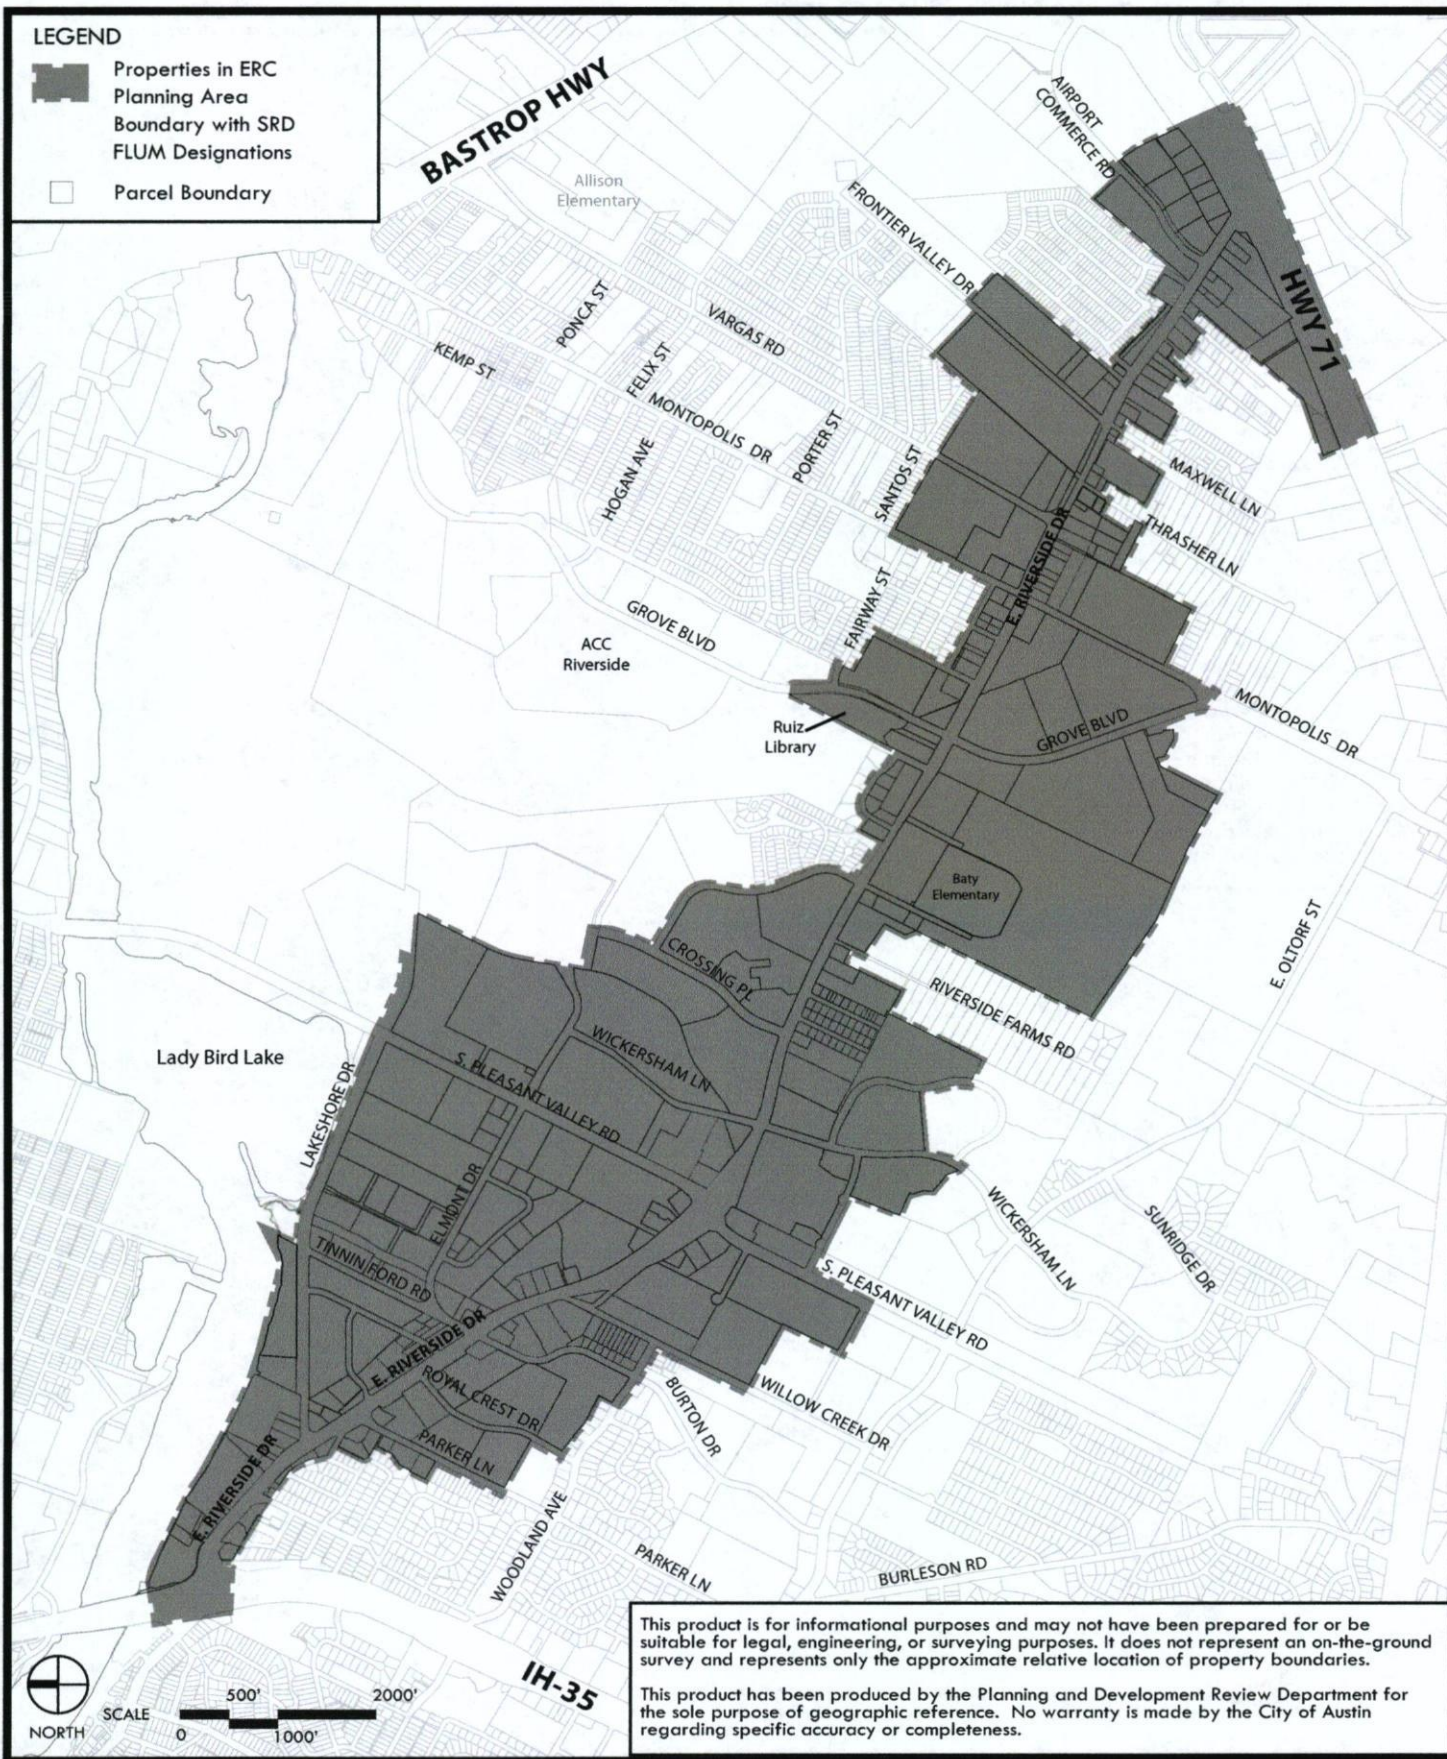 LEGEND
Properties in ERC
Planning Area
Boundary with SRD
FLUM Designations
Parcel Boundary
BASTROP HWY
Allison
Elementary
AIRPORT
COMMERCE RD
FRONTIER VALLEY DR
HWY 71
PONCA ST
VARGAS RD
KEMP ST
FELIX ST
MONTOPOLIS DR
PORTER ST
HOGAN AVE
SANTOS ST
MAXWELL LN
THRASHER LN
E. RIVERSIDE DR
FAIRWAY ST
GROVE BLVD
ACC
Riverside
Ruiz
Library
GROVE BLVD
MONTOPOLIS DR
Baty
Elementary
E. OLTORF ST
CROSSING PL
RIVERSIDE FARMS RD
WICKERSHAM LN
Lady Bird Lake
S. PLEASANT VALLEY RD
LAKESHORE DR
ELMONT DR
WICKERSHAM LN
SUNRIDGE DR
TINNIN FORD RD
S. PLEASANT VALLEY RD
E. RIVERSIDE DR
ROYAL CREST DR
BURTON DR
WILLOW CREEK DR
PARKER LN
E. RIVERSIDE DR
WOODLAND AVE
PARKER LN
BURLESON RD
IH-35
NORTH
SCALE
500'
2000'
0
1000'
This product is for informational purposes and may not have been prepared for or be
suitable for legal, engineering, or surveying purposes. It does not represent an on-the-ground
survey and represents only the approximate relative location of property boundaries.
This product has been produced by the Planning and Development Review Department for
the sole purpose of geographic reference. No warranty is made by the City of Austin
regarding specific accuracy or completeness.